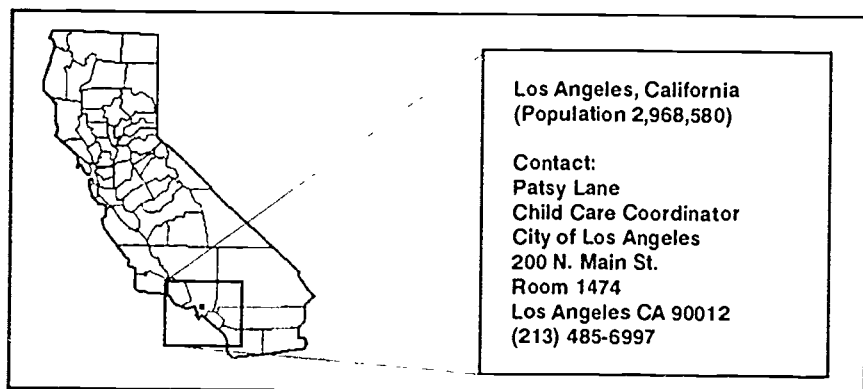 Los Angeles, California
(Population 2,968,580)
Contact:
Patsy Lane
Child Care Coordinator
City of Los Angeles
200 N. Main St.
Room 1474
Los Angeles CA 90012
(213) 485-6997